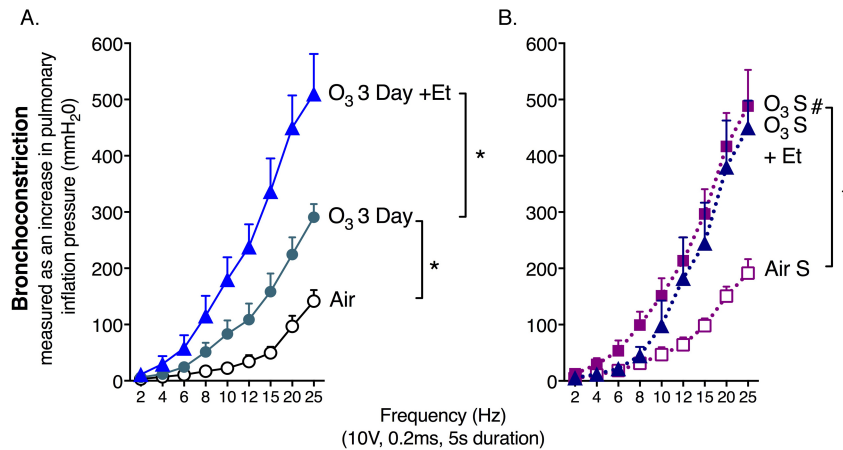 A.
B.
Bronchoconstriction
measured as an increase in pulmonary
inflation pressure (mmH20)
600
500
400
300
200
100
0
2 4 6 8 10 12 15 20 25
O3 3 Day +Et
*
O3 3 Day
*
Air
600
500
400
300
200
100
0
2 4 6 8 10 12 15 20 25
O3 S #
O3 S
+ Et
Air S
Frequency (Hz)
(10V, 0.2ms, 5s duration)